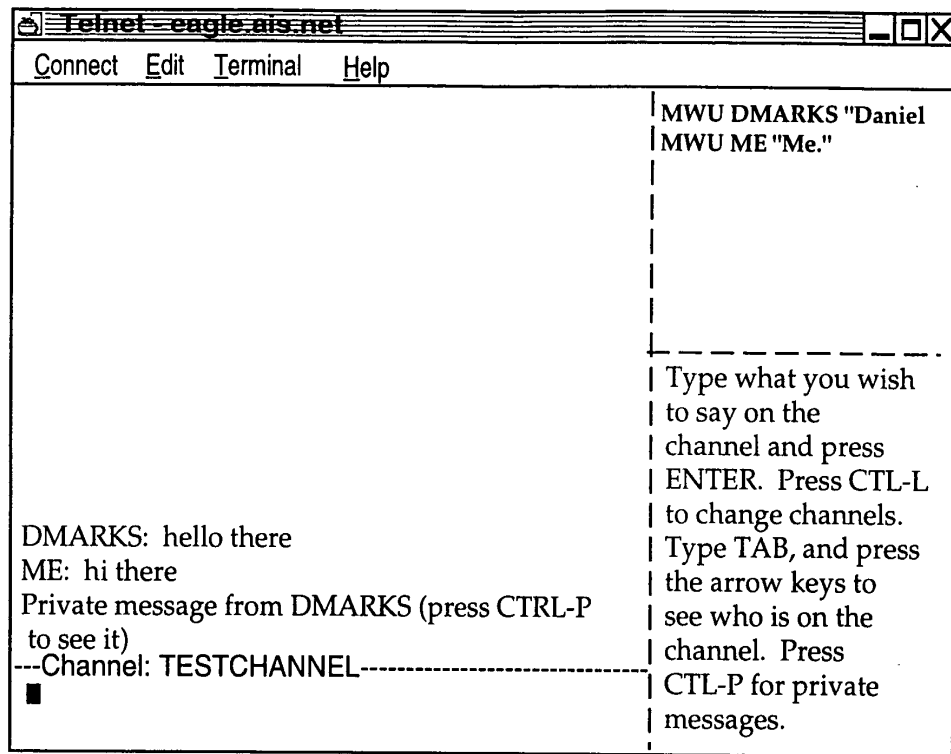 Telnet - eagle.ais.net
Connect Edit Terminal Help
MWU DMARKS "Daniel
MWU ME "Me."
DMARKS: hello there
ME: hi there
Private message from DMARKS (press CTRL-P
to see it)
---Channel: TESTCHANNEL---
Type what you wish
to say on the
channel and press
ENTER. Press CTL-L
to change channels.
Type TAB, and press
the arrow keys to
see who is on the
channel. Press
CTL-P for private
messages.